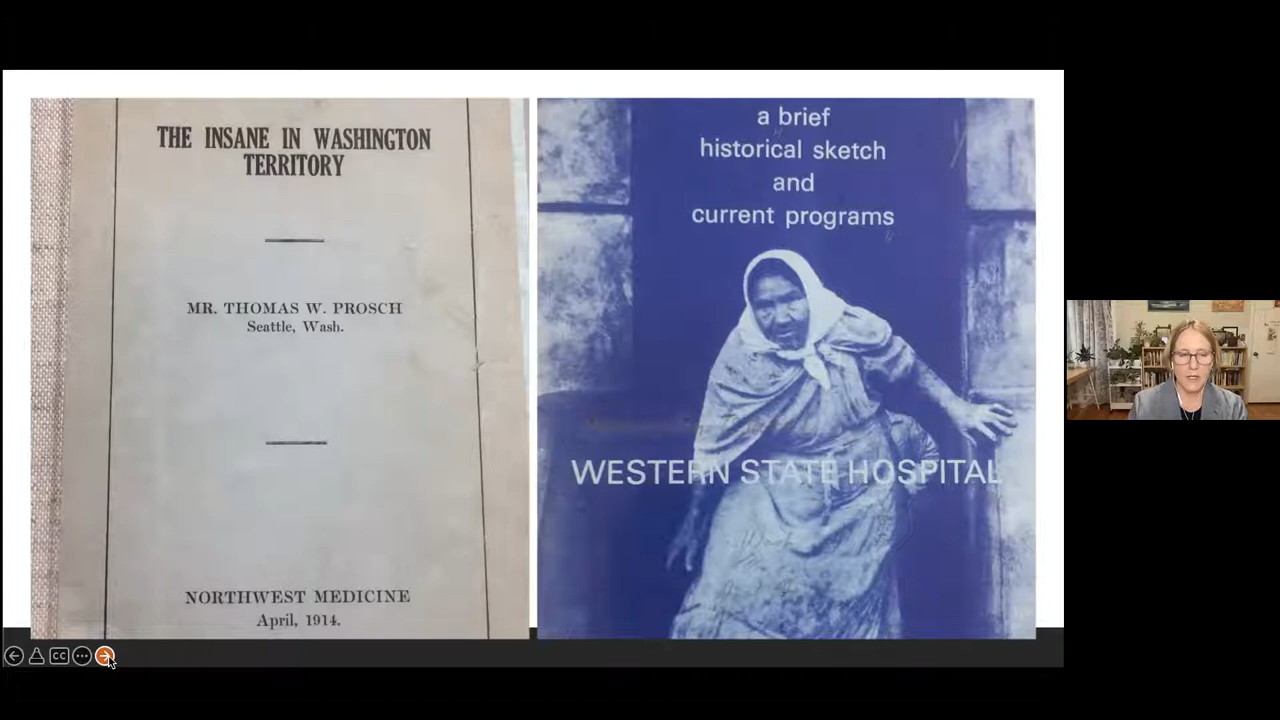 THE INSANE IN WASHINGTON
TERRITORY
MR. THOMAS W. PROSCH
Seattle, Wash.
NORTHWEST MEDICINE
April, 1914.
a brief
historical sketch
and
current programs
WESTERN STATE HOSPITAL
CC